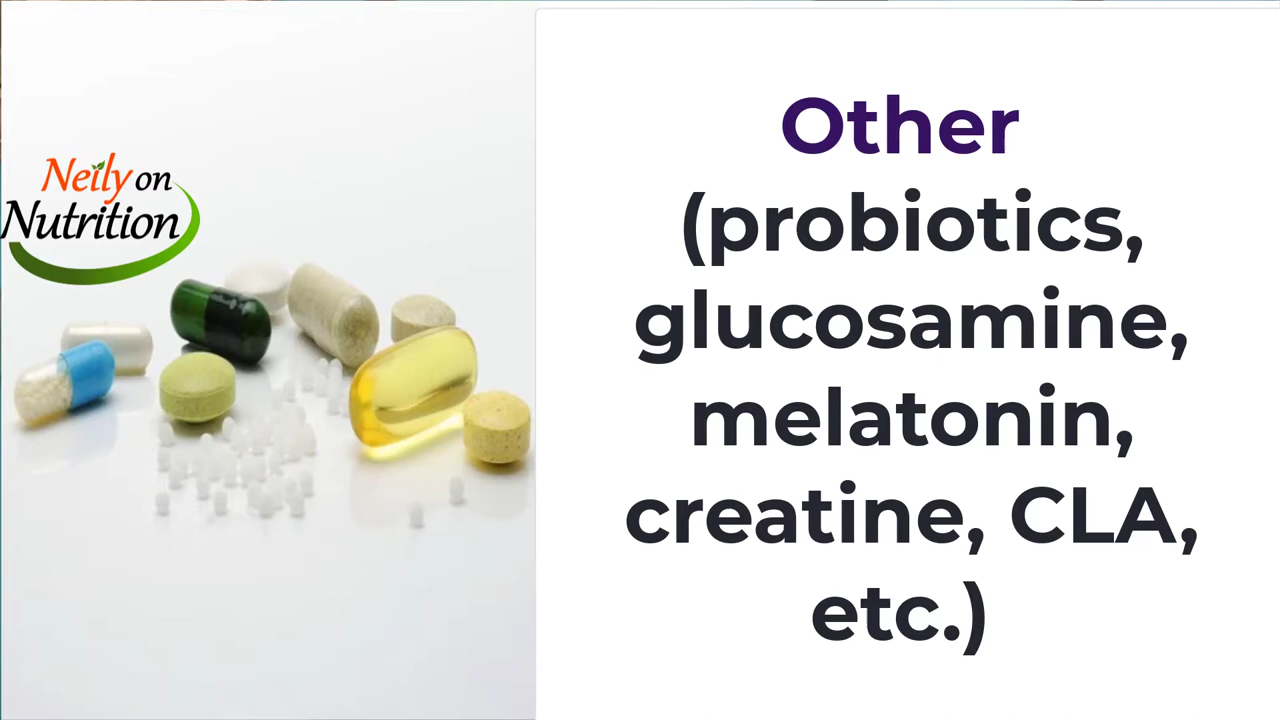 Neily on
Nutrition
Other
(probiotics,
glucosamine,
melatonin,
creatine, CLA,
etc.)